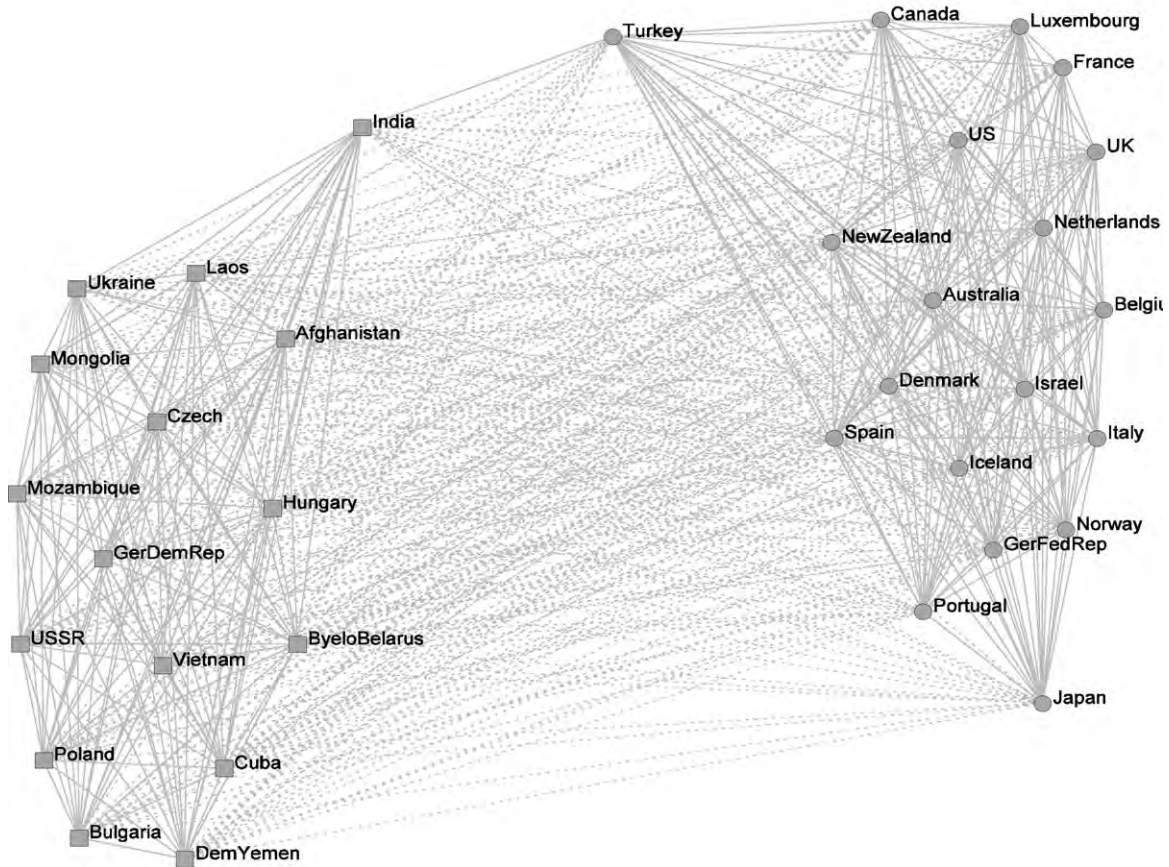 Canada
Luxembourg
Turkey
France
India
US
UK
Netherlands
NewZealand
Laos
Ukraine
Australia
Belgiu
Afghanistan
Mongolia
Denmark
Israel
Czech
Spain
Italy
Iceland
Mozambique
Hungary
Norway
GerDemRep
GerFedRep
Portugal
USSR
ByeloBelarus
Vietnam
Japan
Poland
Cuba
Bulgaria
DemYemen